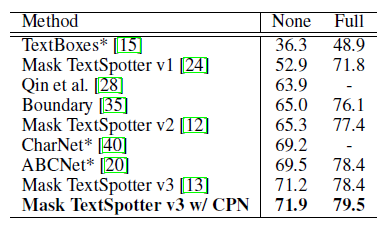 Method None Full
TextBoxes* [15] 36.3 48.9
Mask TextSpotter v1 [24] 52.9 71.8
Qin et al. [28] 63.9 -
Boundary [35] 65.0 76.1
Mask TextSpotter v2 [12] 65.3 77.4
CharNet* [40] 69.2 -
ABCNet* [20] 69.5 78.4
Mask TextSpotter v3 [13] 71.2 78.4
Mask TextSpotter v3 w/ CPN 71.9 79.5